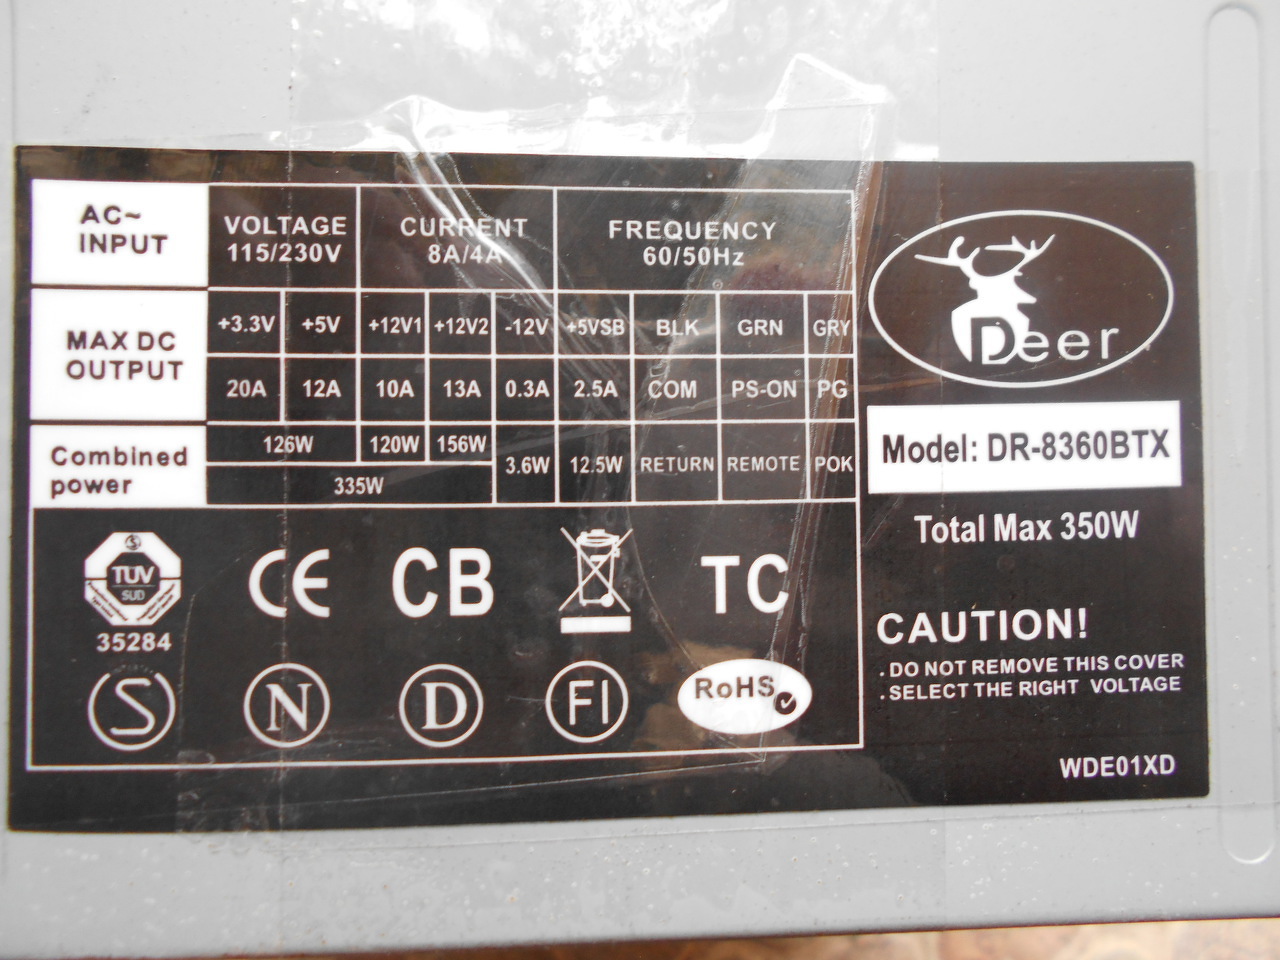 AC~
INPUT
VOLTAGE
115/230V
CURRENT
8A/4A
FREQUENCY
60/50Hz
MAX DC
OUTPUT
+3.3V +5V +12V1 +12V2 -12V +5VSB BLK GRN GRY
20A 12A 10A 13A 0.3A 2.5A COM PS-ON PG
Combined
power
126W 120W 156W
335W
3.6W 12.5W RETURN REMOTE POK
TUV
SUD
35284
CE CB TC
S N D FI RoHS
Deer
Model: DR-8360BTX
Total Max 350W
CAUTION!
.DO NOT REMOVE THIS COVER
.SELECT THE RIGHT VOLTAGE
WDE01XD